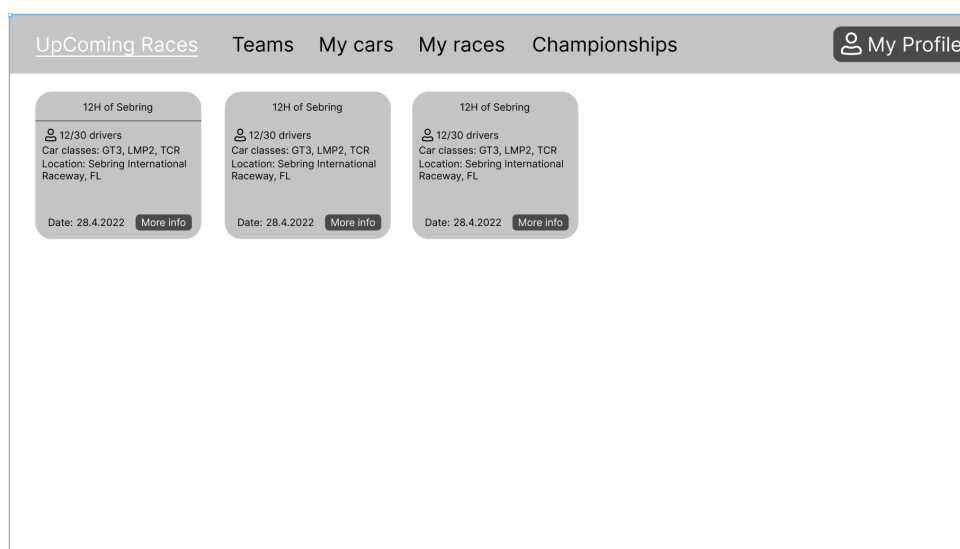 UpComing Races Teams My cars My races Championships My Profile
12H of Sebring
12/30 drivers
Car classes: GT3, LMP2, TCR
Location: Sebring International
Raceway, FL
Date: 28.4.2022 More info
12H of Sebring
12/30 drivers
Car classes: GT3, LMP2, TCR
Location: Sebring International
Raceway, FL
Date: 28.4.2022 More info
12H of Sebring
12/30 drivers
Car classes: GT3, LMP2, TCR
Location: Sebring International
Raceway, FL
Date: 28.4.2022 More info